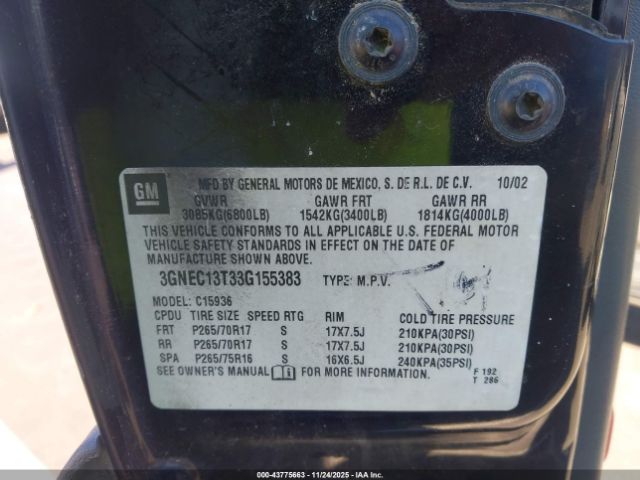 GM
MFD BY GENERAL MOTORS DE MEXICO, S. DE R.L. DE C.V. 10/02
GVWR GAWR FRT GAWR RR
3085KG(6800LB) 1542KG(3400LB) 1814KG(4000LB)
THIS VEHICLE CONFORMS TO ALL APPLICABLE U.S. FEDERAL MOTOR
VEHICLE SAFETY STANDARDS IN EFFECT ON THE DATE OF
MANUFACTURE SHOWN ABOVE.
3GNEC13T33G155383 TYPE: M.P.V.
MODEL: C15936
CPDU TIRE SIZE SPEED RTG RIM COLD TIRE PRESSURE
FRT P265/70R17 S 17X7.5J 210KPA(30PSI)
RR P265/70R17 S 17X7.5J 210KPA(30PSI)
SPA P265/75R16 S 16X6.5J 240KPA(35PSI)
SEE OWNER'S MANUAL FOR MORE INFORMATION.
F 192
T 286
000-43775663 - 11/24/2025 - Copyright IAA, LLC.